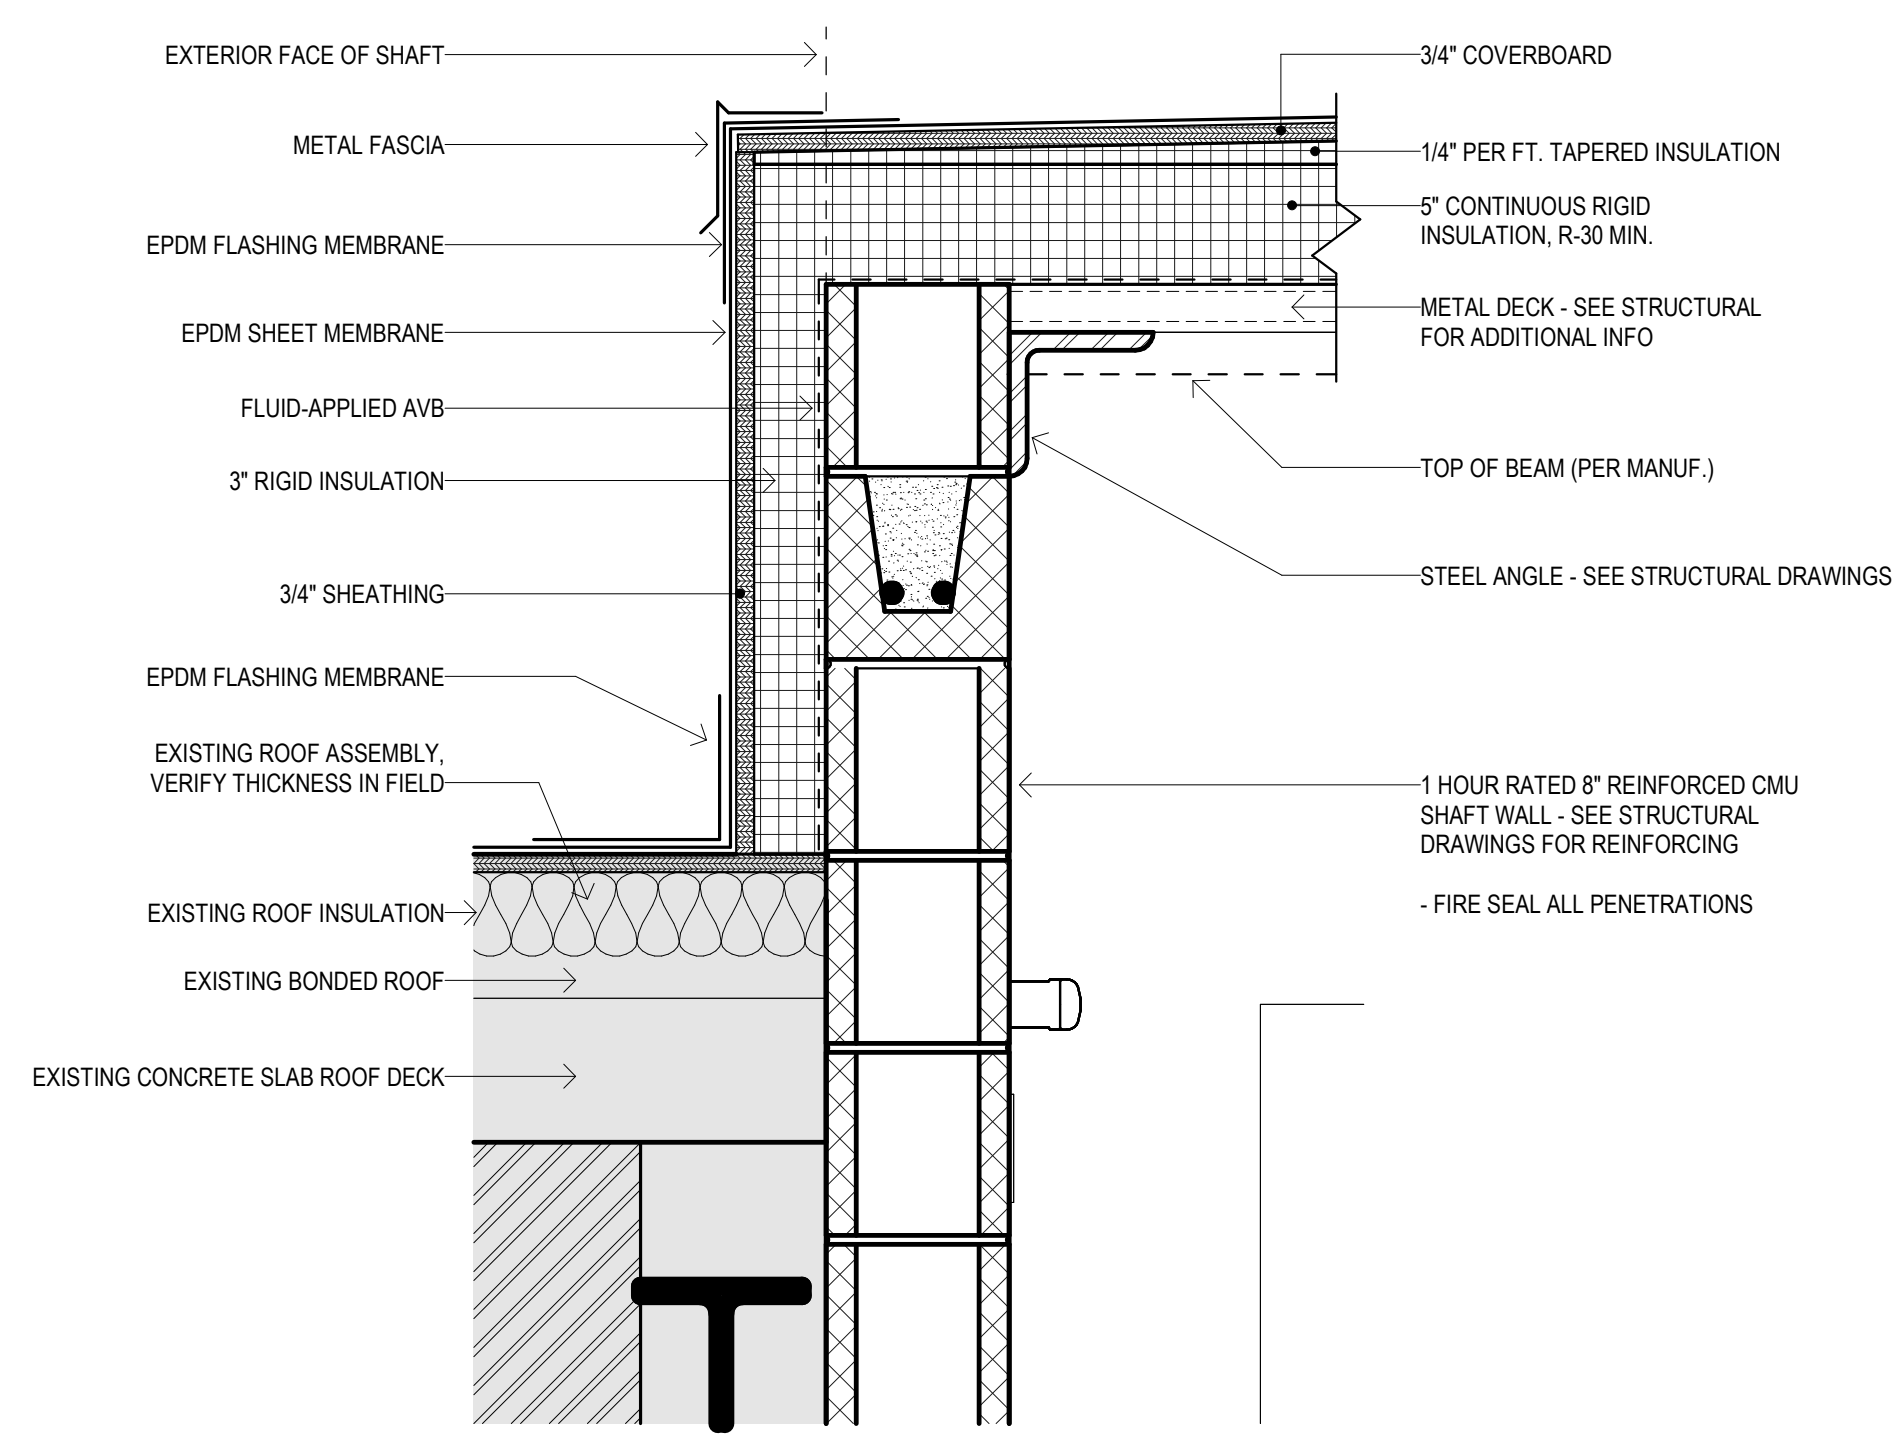 EXTERIOR FACE OF SHAFT
METAL FASCIA
EPDM FLASHING MEMBRANE
EPDM SHEET MEMBRANE
FLUID-APPLIED AVB
3" RIGID INSULATION
3/4" SHEATHING
EPDM FLASHING MEMBRANE
EXISTING ROOF ASSEMBLY,
VERIFY THICKNESS IN FIELD
EXISTING ROOF INSULATION
EXISTING BONDED ROOF
EXISTING CONCRETE SLAB ROOF DECK
3/4" COVERBOARD
1/4" PER FT. TAPERED INSULATION
5" CONTINUOUS RIGID
INSULATION, R-30 MIN.
METAL DECK - SEE STRUCTURAL
FOR ADDITIONAL INFO
TOP OF BEAM (PER MANUF.)
STEEL ANGLE - SEE STRUCTURAL DRAWINGS
1 HOUR RATED 8" REINFORCED CMU
SHAFT WALL - SEE STRUCTURAL
DRAWINGS FOR REINFORCING
- FIRE SEAL ALL PENETRATIONS